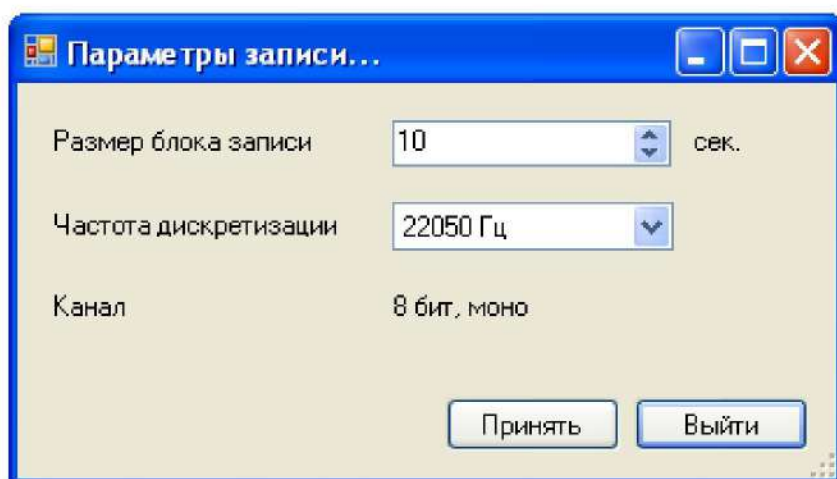 Параметры записи...
Размер блока записи 10 сек.
Частота дискретизации 22050 Гц
Канал 8 бит, моно
Принять Выйти